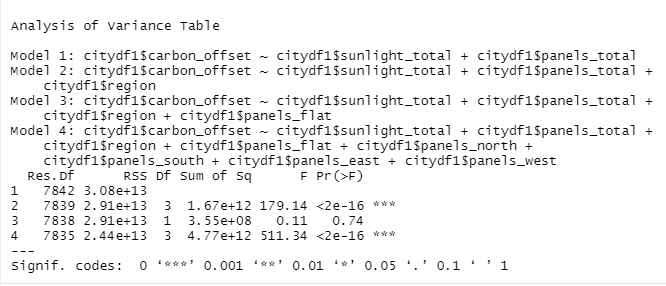 Analysis of Variance Table
Model 1: citydf1$carbon_offset ~ citydf1$sunlight_total + citydf1$panels_total
Model 2: citydf1$carbon_offset ~ citydf1$sunlight_total + citydf1$panels_total +
    citydf1$region
Model 3: citydf1$carbon_offset ~ citydf1$sunlight_total + citydf1$panels_total +
    citydf1$region + citydf1$panels_flat
Model 4: citydf1$carbon_offset ~ citydf1$sunlight_total + citydf1$panels_total +
    citydf1$region + citydf1$panels_flat + citydf1$panels_north +
    citydf1$panels_south + citydf1$panels_east + citydf1$panels_west
  Res.Df      RSS Df Sum of Sq      F Pr(>F)
1   7842 3.08e+13
2   7839 2.91e+13  3  1.67e+12 179.14 <2e-16 ***
3   7838 2.91e+13  1  3.55e+08   0.11   0.74
4   7835 2.44e+13  3  4.77e+12 511.34 <2e-16 ***
---
Signif. codes:  0 ‘***’ 0.001 ‘**’ 0.01 ‘*’ 0.05 ‘.’ 0.1 ‘ ’ 1